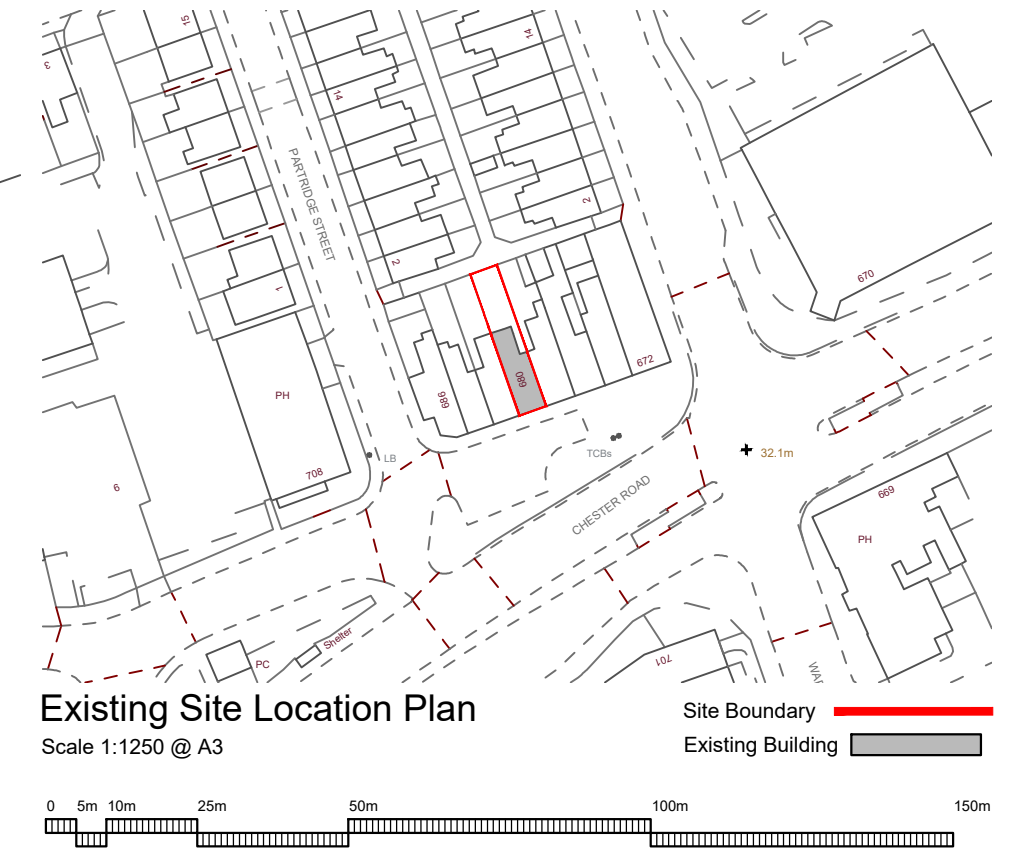 15
3
14
14
PARTRIDGE STREET
2
2
1
670
PH
680
672
686
LB
TCBs
32.1m
708
6
CHESTER ROAD
669
PH
Shelter
PC
701
Existing Site Location Plan
Scale 1:1250 @ A3
Site Boundary
Existing Building
0 5m 10m 25m 50m 100m 150m